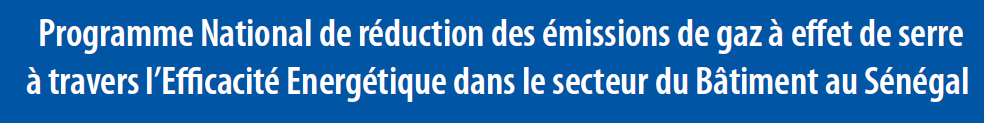 Programme National de réduction des émissions de gaz à effet de serre
à travers l'Efficacité Energétique dans le secteur du Bâtiment au Sénégal